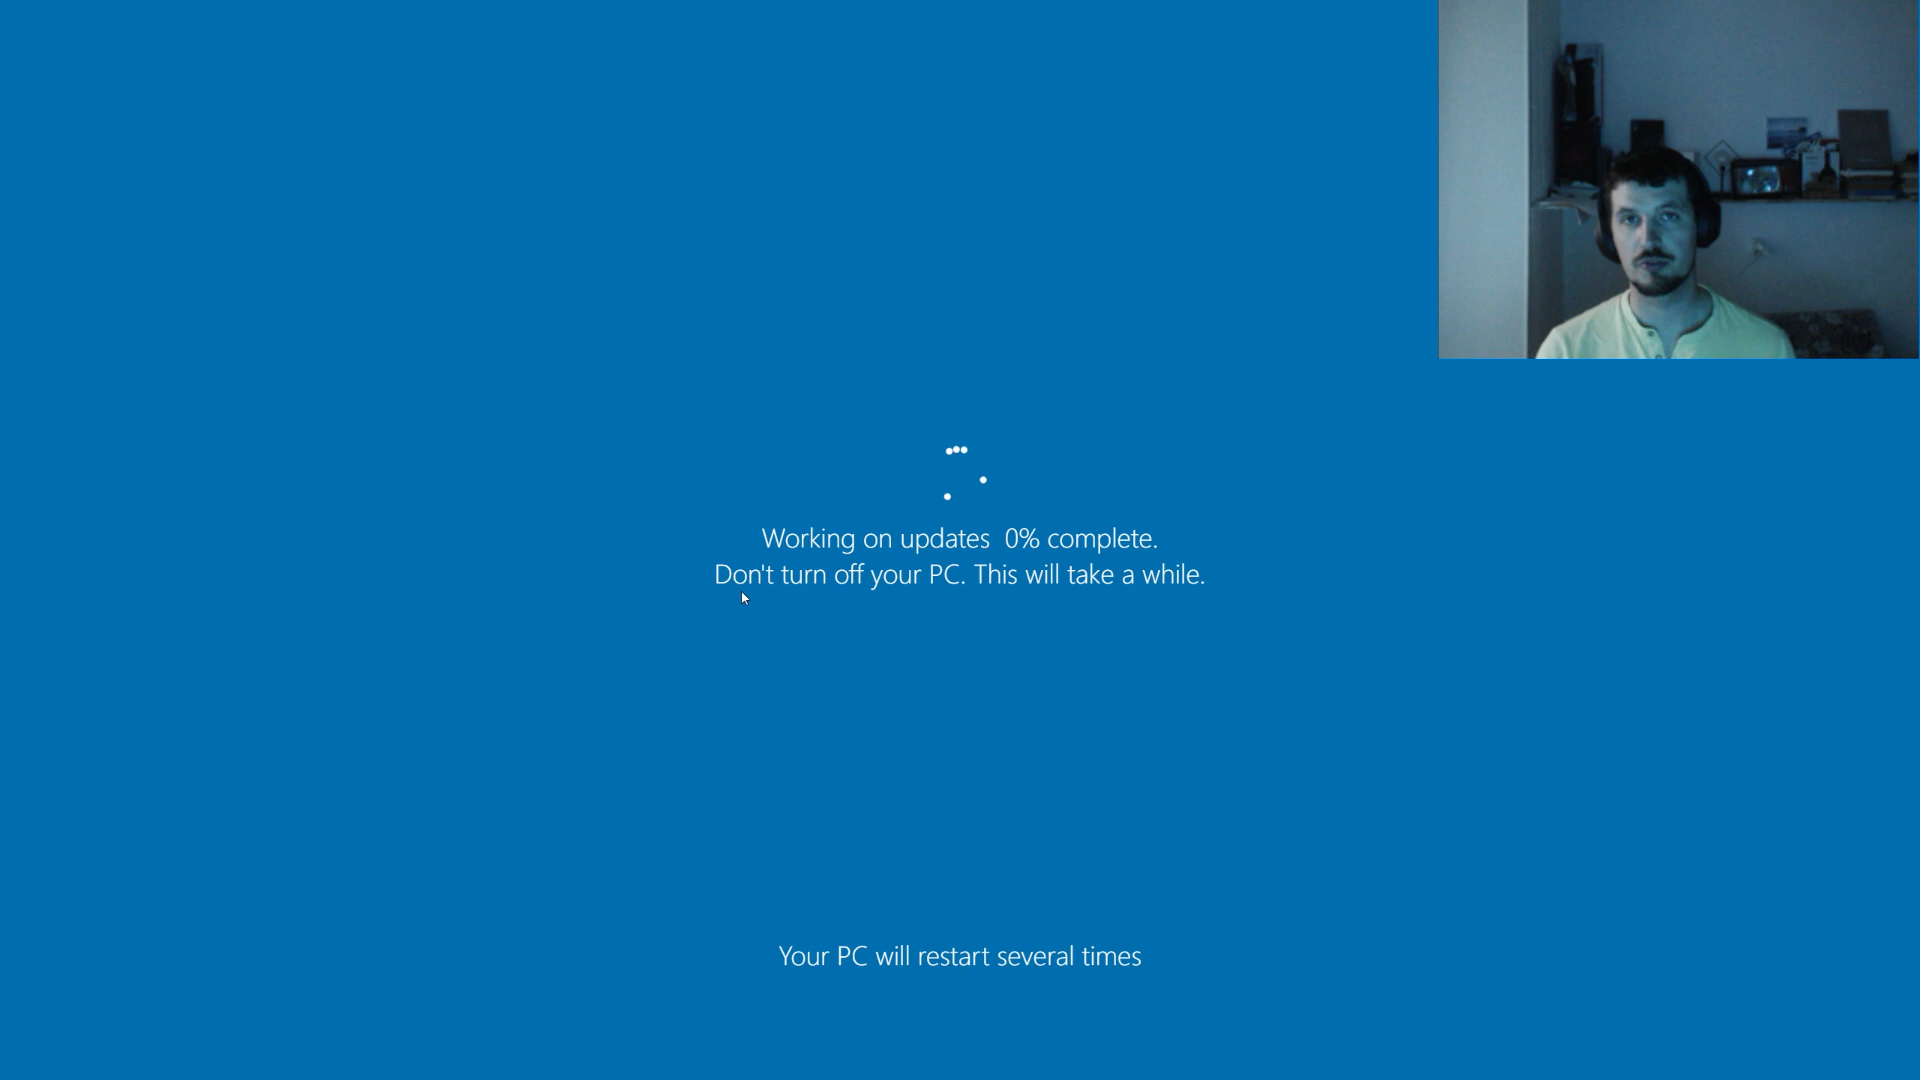 Working on updates  0% complete.
Don't turn off your PC. This will take a while.
Your PC will restart several times